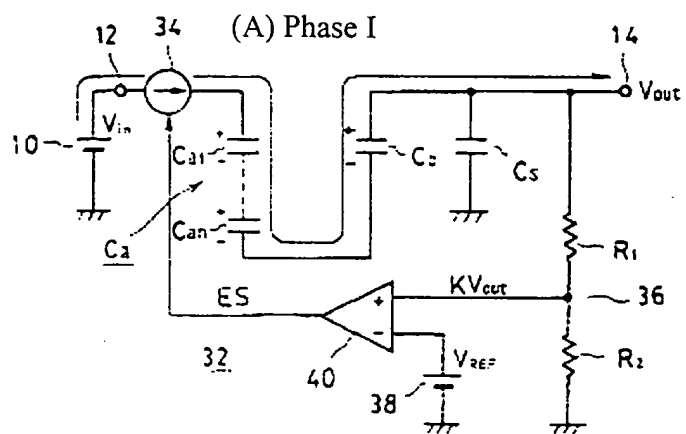 (A) Phase I
34
12
14
Vin
Vout
10
+
-
Ca1
+
-
Can
Ca
+
-
Cs
R1
ES
+
-
KVout
36
32
40
VREF
38
R2